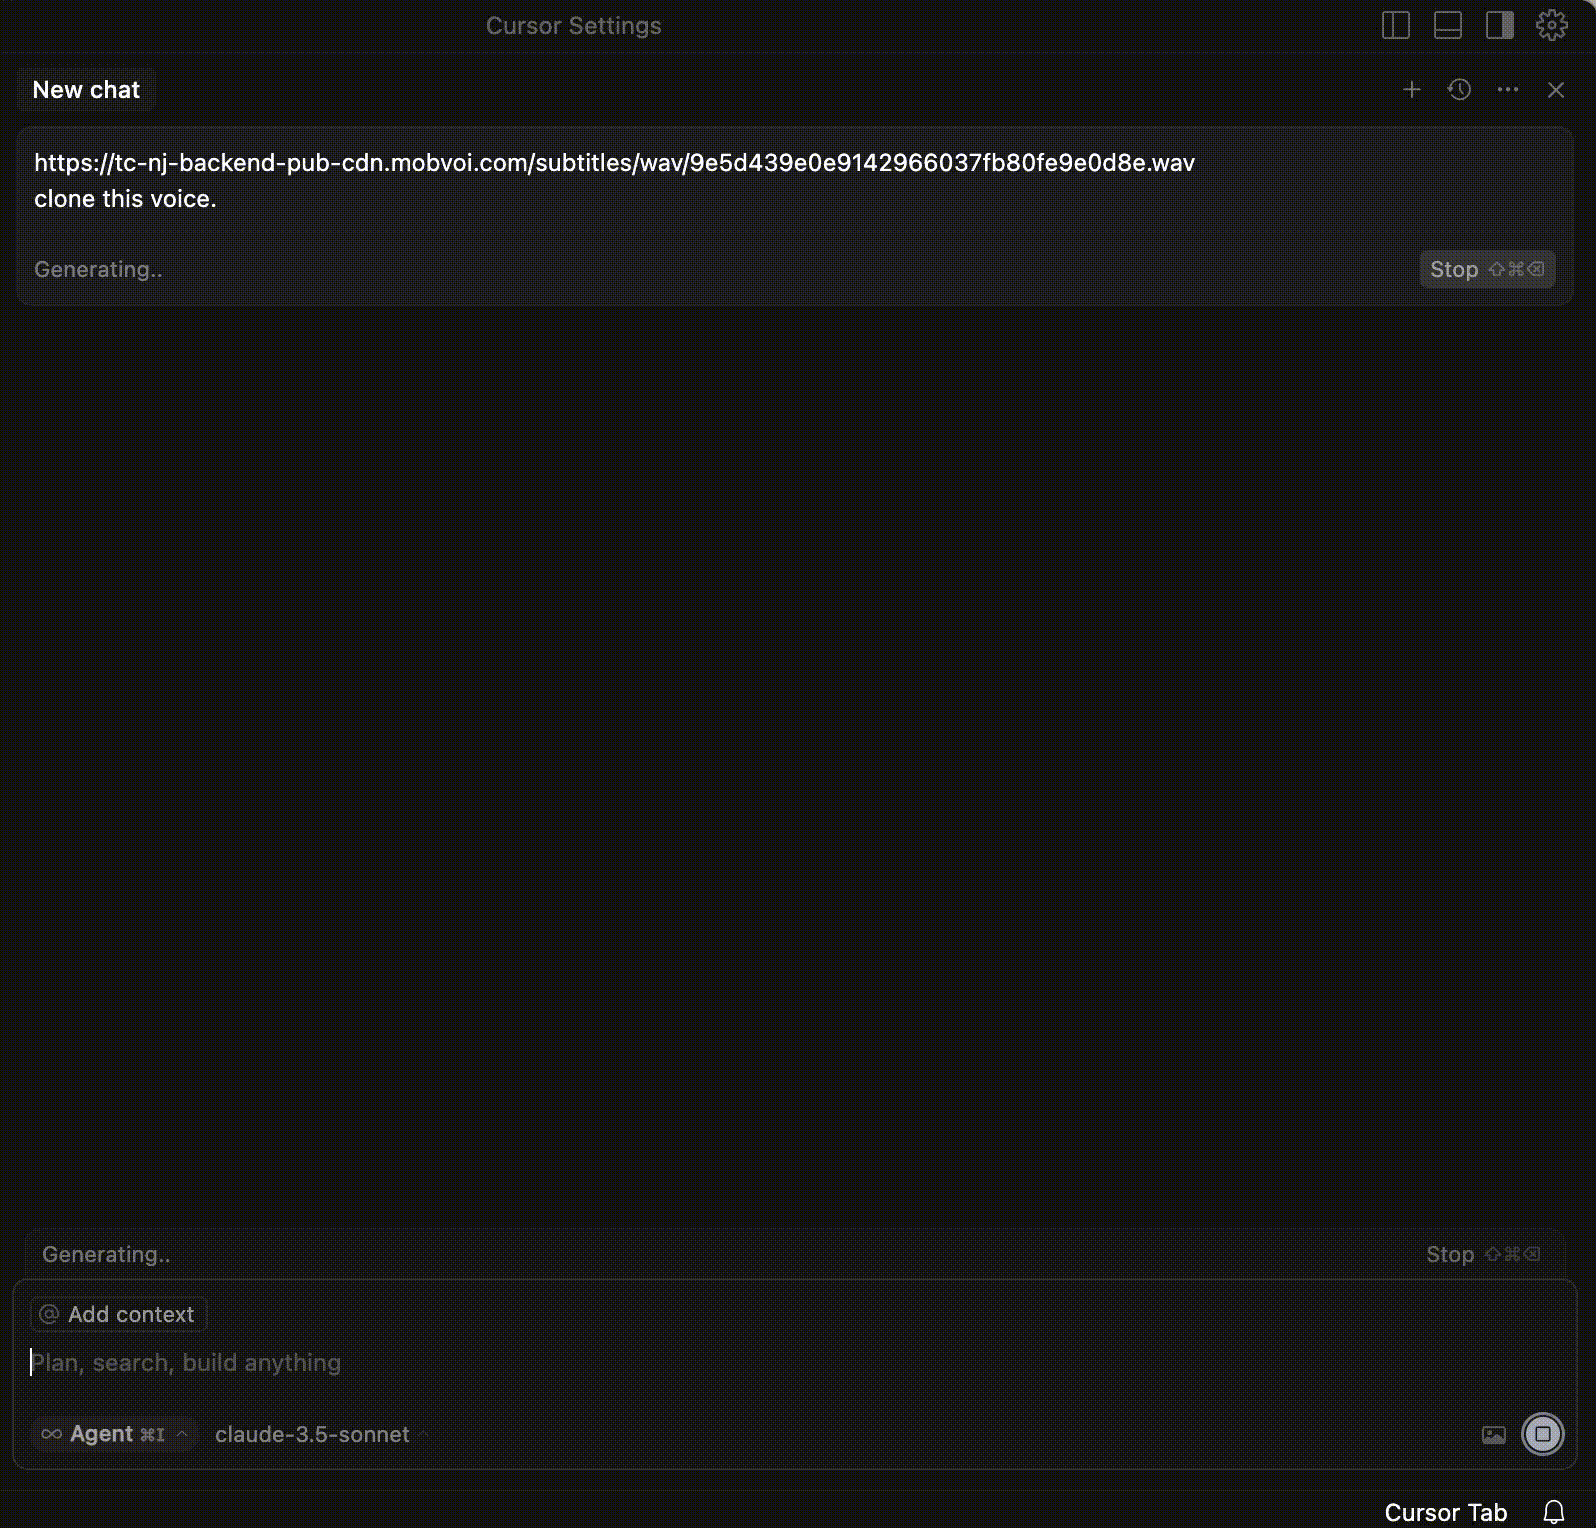 Cursor Settings
New chat
https://tc-nj-backend-pub-cdn.mobvoi.com/subtitles/wav/9e5d439e0e9142966037fb80fe9e0d8e.wav
clone this voice.
Generating..
Stop ⇧⌘⌫
Generating..
Stop ⇧⌘⌫
@ Add context
Plan, search, build anything
∞ Agent ⌘I
claude-3.5-sonnet
Cursor Tab